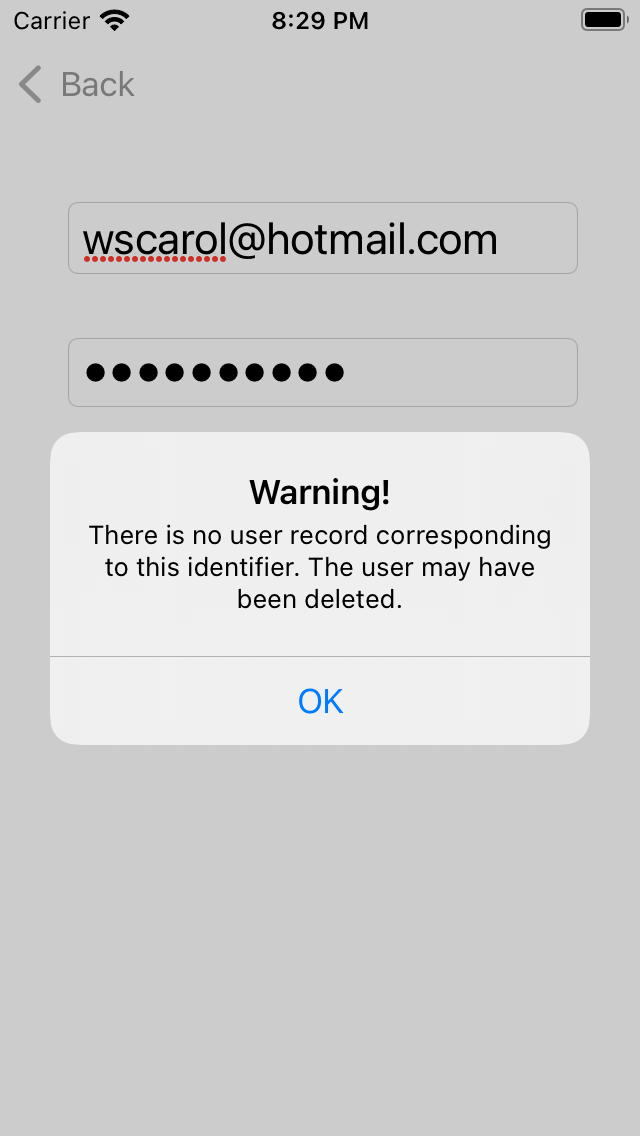 Carrier 8:29 PM
Back
wscarol@hotmail.com
••••••••••
Warning!
There is no user record corresponding
to this identifier. The user may have
been deleted.
OK